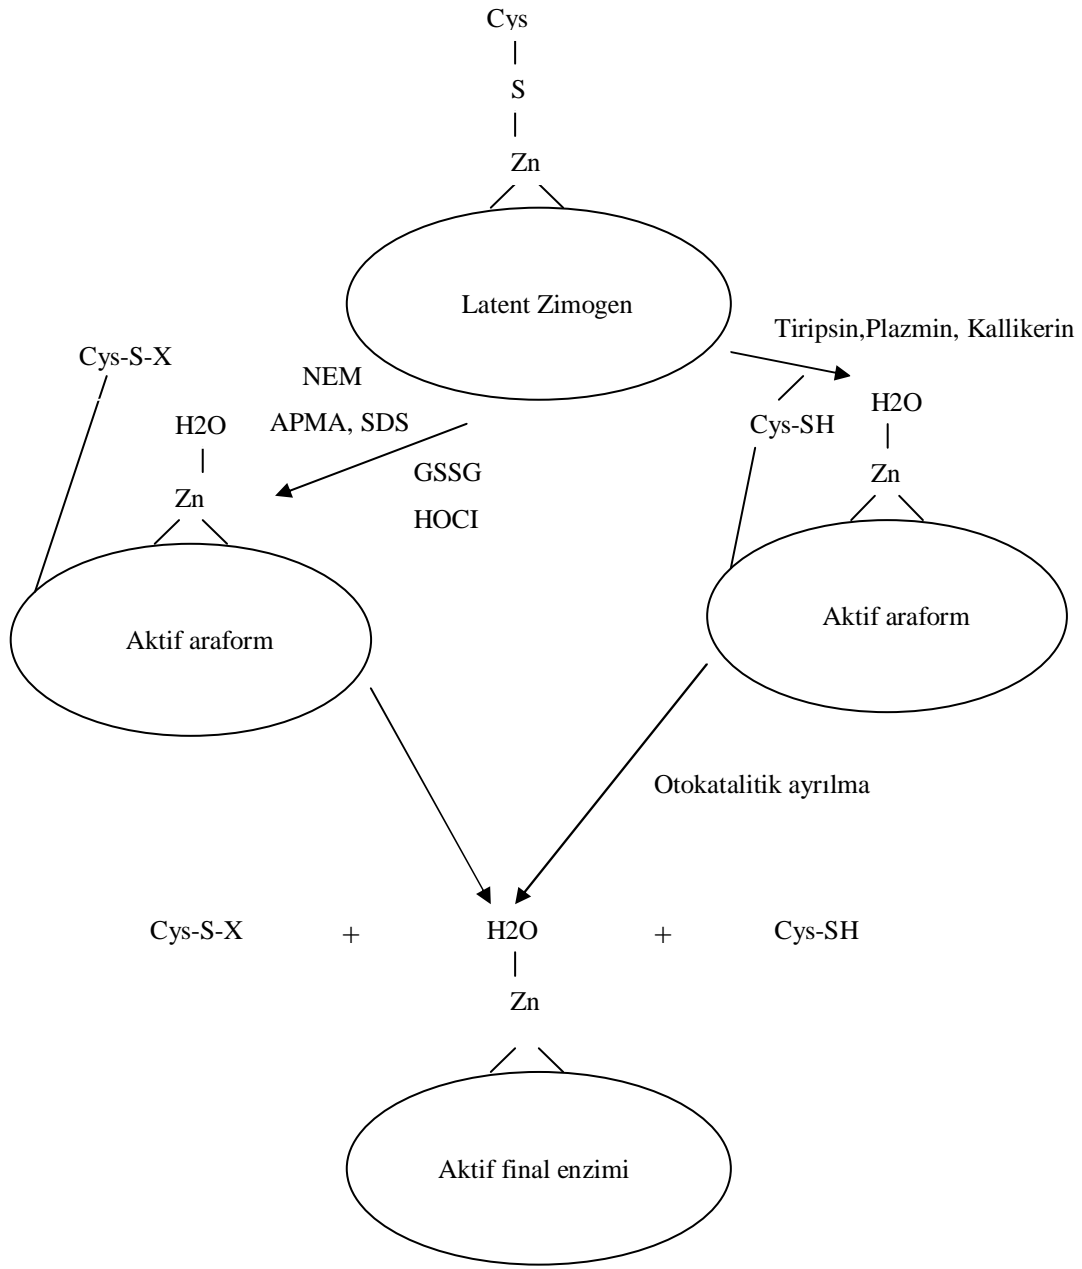 Cys
S
Zn
Latent Zimogen
Tiripsin,Plazmin, Kallikerin
Cys-S-X
NEM
H2O
APMA, SDS
H2O
Cys-SH
GSSG
Zn
Zn
HOCI
Aktif araform
Aktif araform
Otokatalitik ayrılma
Cys-S-X + H2O + Cys-SH
Zn
Aktif final enzimi